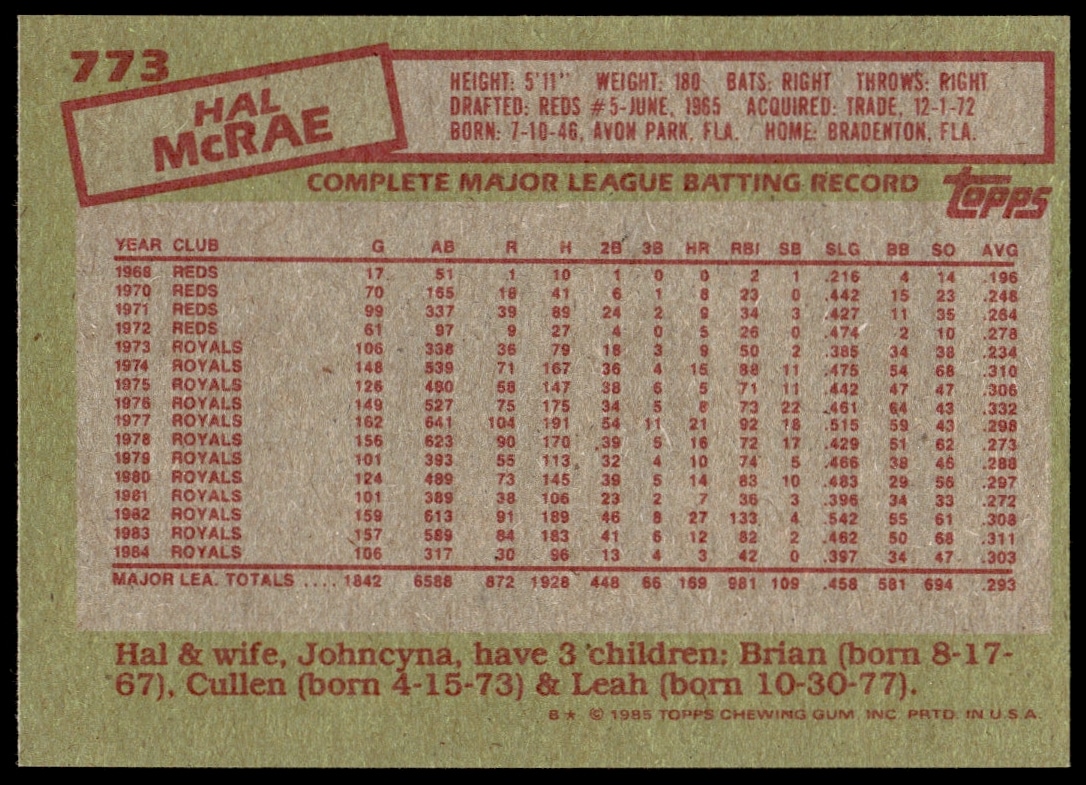 773
HAL
McRAE
HEIGHT: 5'11" WEIGHT: 180 BATS: RIGHT THROWS: RIGHT
DRAFTED: REDS #5-JUNE, 1965 ACQUIRED: TRADE, 12-1-72
BORN: 7-10-46, AVON PARK, FLA. HOME: BRADENTON, FLA.
COMPLETE MAJOR LEAGUE BATTING RECORD
topps
YEAR CLUB G AB R H 2B 3B HR RBI SB SLG BB SO AVG
1968 REDS 17 51 1 10 1 0 0 2 1 .216 4 14 .196
1970 REDS 70 165 18 41 6 1 8 23 0 .442 15 23 .248
1971 REDS 99 337 39 89 24 2 9 34 3 .427 11 35 .264
1972 REDS 61 97 9 27 4 0 5 26 0 .474 2 10 .278
1973 ROYALS 106 338 36 79 18 3 9 50 2 .385 34 38 .234
1974 ROYALS 148 539 71 167 36 4 15 88 11 .475 54 68 .310
1975 ROYALS 126 480 58 147 38 6 5 71 11 .442 47 47 .306
1976 ROYALS 149 527 75 175 34 5 8 73 22 .461 64 43 .332
1977 ROYALS 162 641 104 191 54 11 21 92 18 .515 59 43 .298
1978 ROYALS 156 623 90 170 39 5 16 72 17 .429 51 62 .273
1979 ROYALS 101 393 55 113 32 4 10 74 5 .466 38 46 .288
1980 ROYALS 124 489 73 145 39 5 14 83 10 .483 29 56 .297
1981 ROYALS 101 389 38 106 23 2 7 36 3 .396 34 33 .272
1982 ROYALS 159 613 91 189 46 8 27 133 4 .542 55 61 .308
1983 ROYALS 157 589 84 183 41 6 12 82 2 .462 50 68 .311
1984 ROYALS 106 317 30 96 13 4 3 42 0 .397 34 47 .303
MAJOR LEA. TOTALS .... 1842 6588 872 1928 448 66 169 981 109 .458 581 694 .293
Hal & wife, Johncyna, have 3 children: Brian (born 8-17-
67), Cullen (born 4-15-73) & Leah (born 10-30-77).
B★ © 1985 TOPPS CHEWING GUM, INC. PRTD. IN U.S.A.